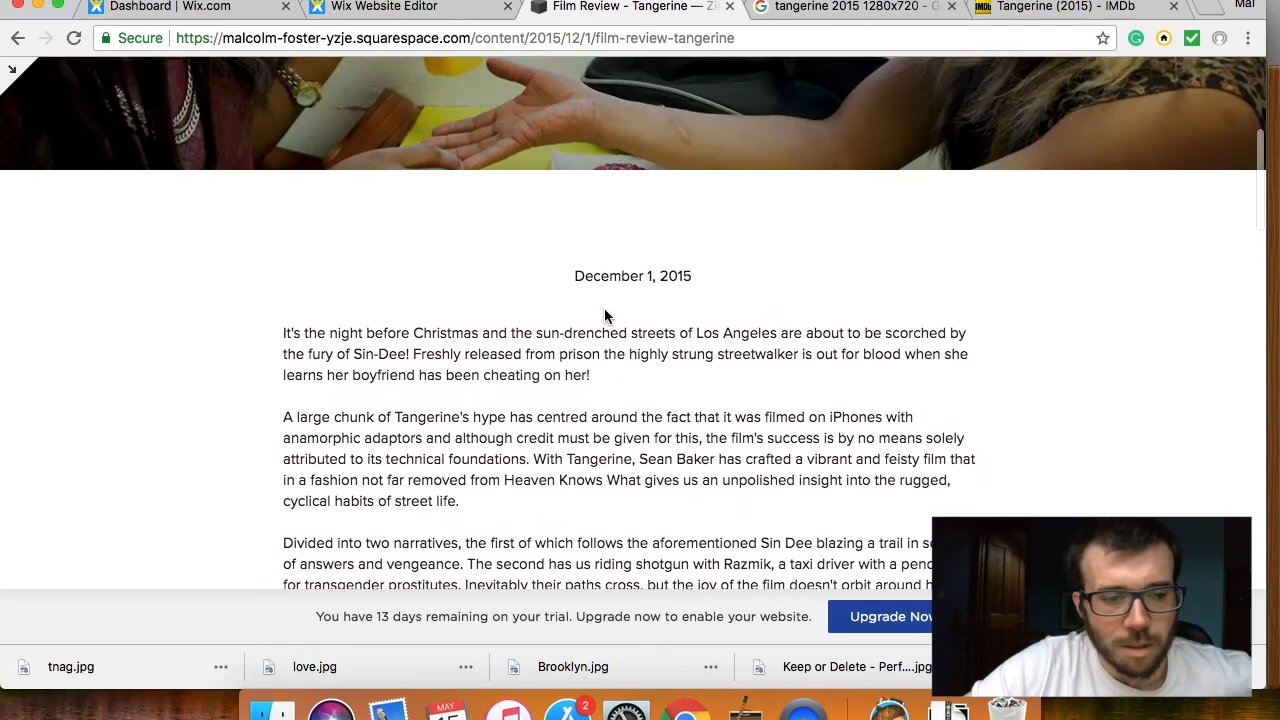 Dashboard | Wix.com
Wix Website Editor
Film Review - Tangerine —
tangerine 2015 1280x720 - G
Tangerine (2015) - IMDb
Mal
Secure
https://malcolm-foster-yzje.squarespace.com/content/2015/12/1/film-review-tangerine
December 1, 2015
It's the night before Christmas and the sun-drenched streets of Los Angeles are about to be scorched by
the fury of Sin-Dee! Freshly released from prison the highly strung streetwalker is out for blood when she
learns her boyfriend has been cheating on her!
A large chunk of Tangerine's hype has centred around the fact that it was filmed on iPhones with
anamorphic adaptors and although credit must be given for this, the film's success is by no means solely
attributed to its technical foundations. With Tangerine, Sean Baker has crafted a vibrant and feisty film that
in a fashion not far removed from Heaven Knows What gives us an unpolished insight into the rugged,
cyclical habits of street life.
Divided into two narratives, the first of which follows the aforementioned Sin Dee blazing a trail in
of answers and vengeance. The second has us riding shotgun with Razmik, a taxi driver with a
for transgender prostitutes. Inevitably their paths cross, but the joy of the film doesn't orbit around
You have 13 days remaining on your trial. Upgrade now to enable your website.
Upgrade Now
tnag.jpg
love.jpg
Brooklyn.jpg
Keep or Delete - Perf....jpg
2
MAY